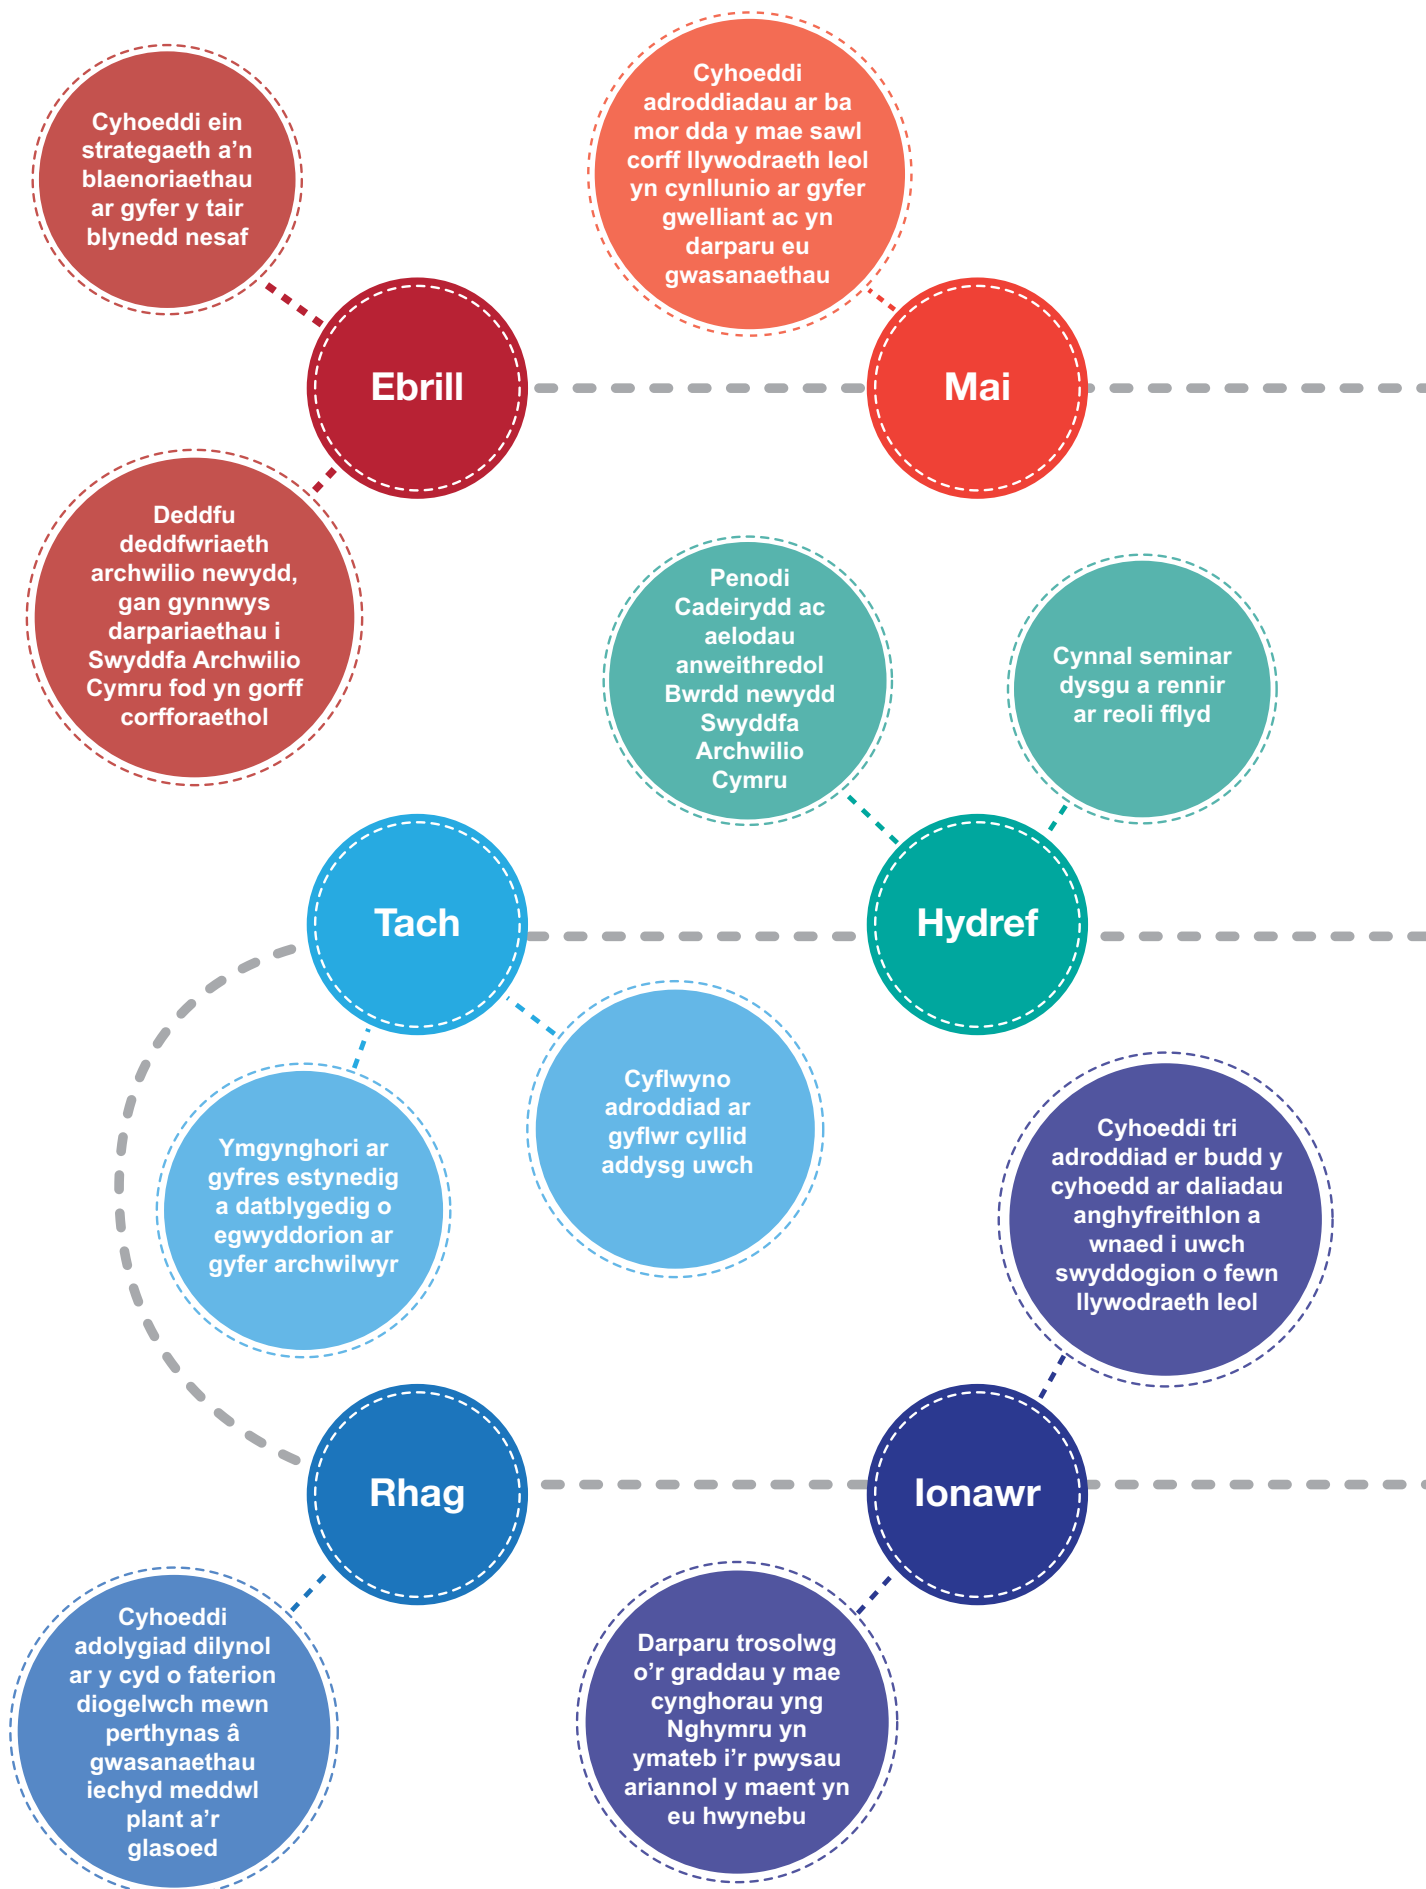 Cyhoeddi ein
strategaeth a’n
blaenoriaethau
ar gyfer y tair
blynedd nesaf
Cyhoeddi
adroddiadau ar ba
mor dda y mae sawl
corff llywodraeth leol
yn cynllunio ar gyfer
gwelliant ac yn
darparu eu
gwasanaethau
Ebrill
Mai
Deddfu
deddfwriaeth
archwilio newydd,
gan gynnwys
darpariaethau i
Swyddfa Archwilio
Cymru fod yn gorff
corfforaethol
Penodi
Cadeirydd ac
aelodau
anweithredol
Bwrdd newydd
Swyddfa
Archwilio
Cymru
Cynnal seminar
dysgu a rennir
ar reoli fflyd
Tach
Hydref
Ymgynghori ar
gyfres estynedig
a datblygedig o
egwyddorion ar
gyfer archwilwyr
Cyflwyno
adroddiad ar
gyflwr cyllid
addysg uwch
Cyhoeddi tri
adroddiad er budd y
cyhoedd ar daliadau
anghyfreithlon a
wnaed i uwch
swyddogion o fewn
llywodraeth leol
Rhag
Ionawr
Cyhoeddi
adolygiad dilynol
ar y cyd o faterion
diogelwch mewn
perthynas â
gwasanaethau
iechyd meddwl
plant a’r
glasoed
Darparu trosolwg
o’r graddau y mae
cynghorau yng
Nghymru yn
ymateb i’r pwysau
ariannol y maent yn
eu hwynebu